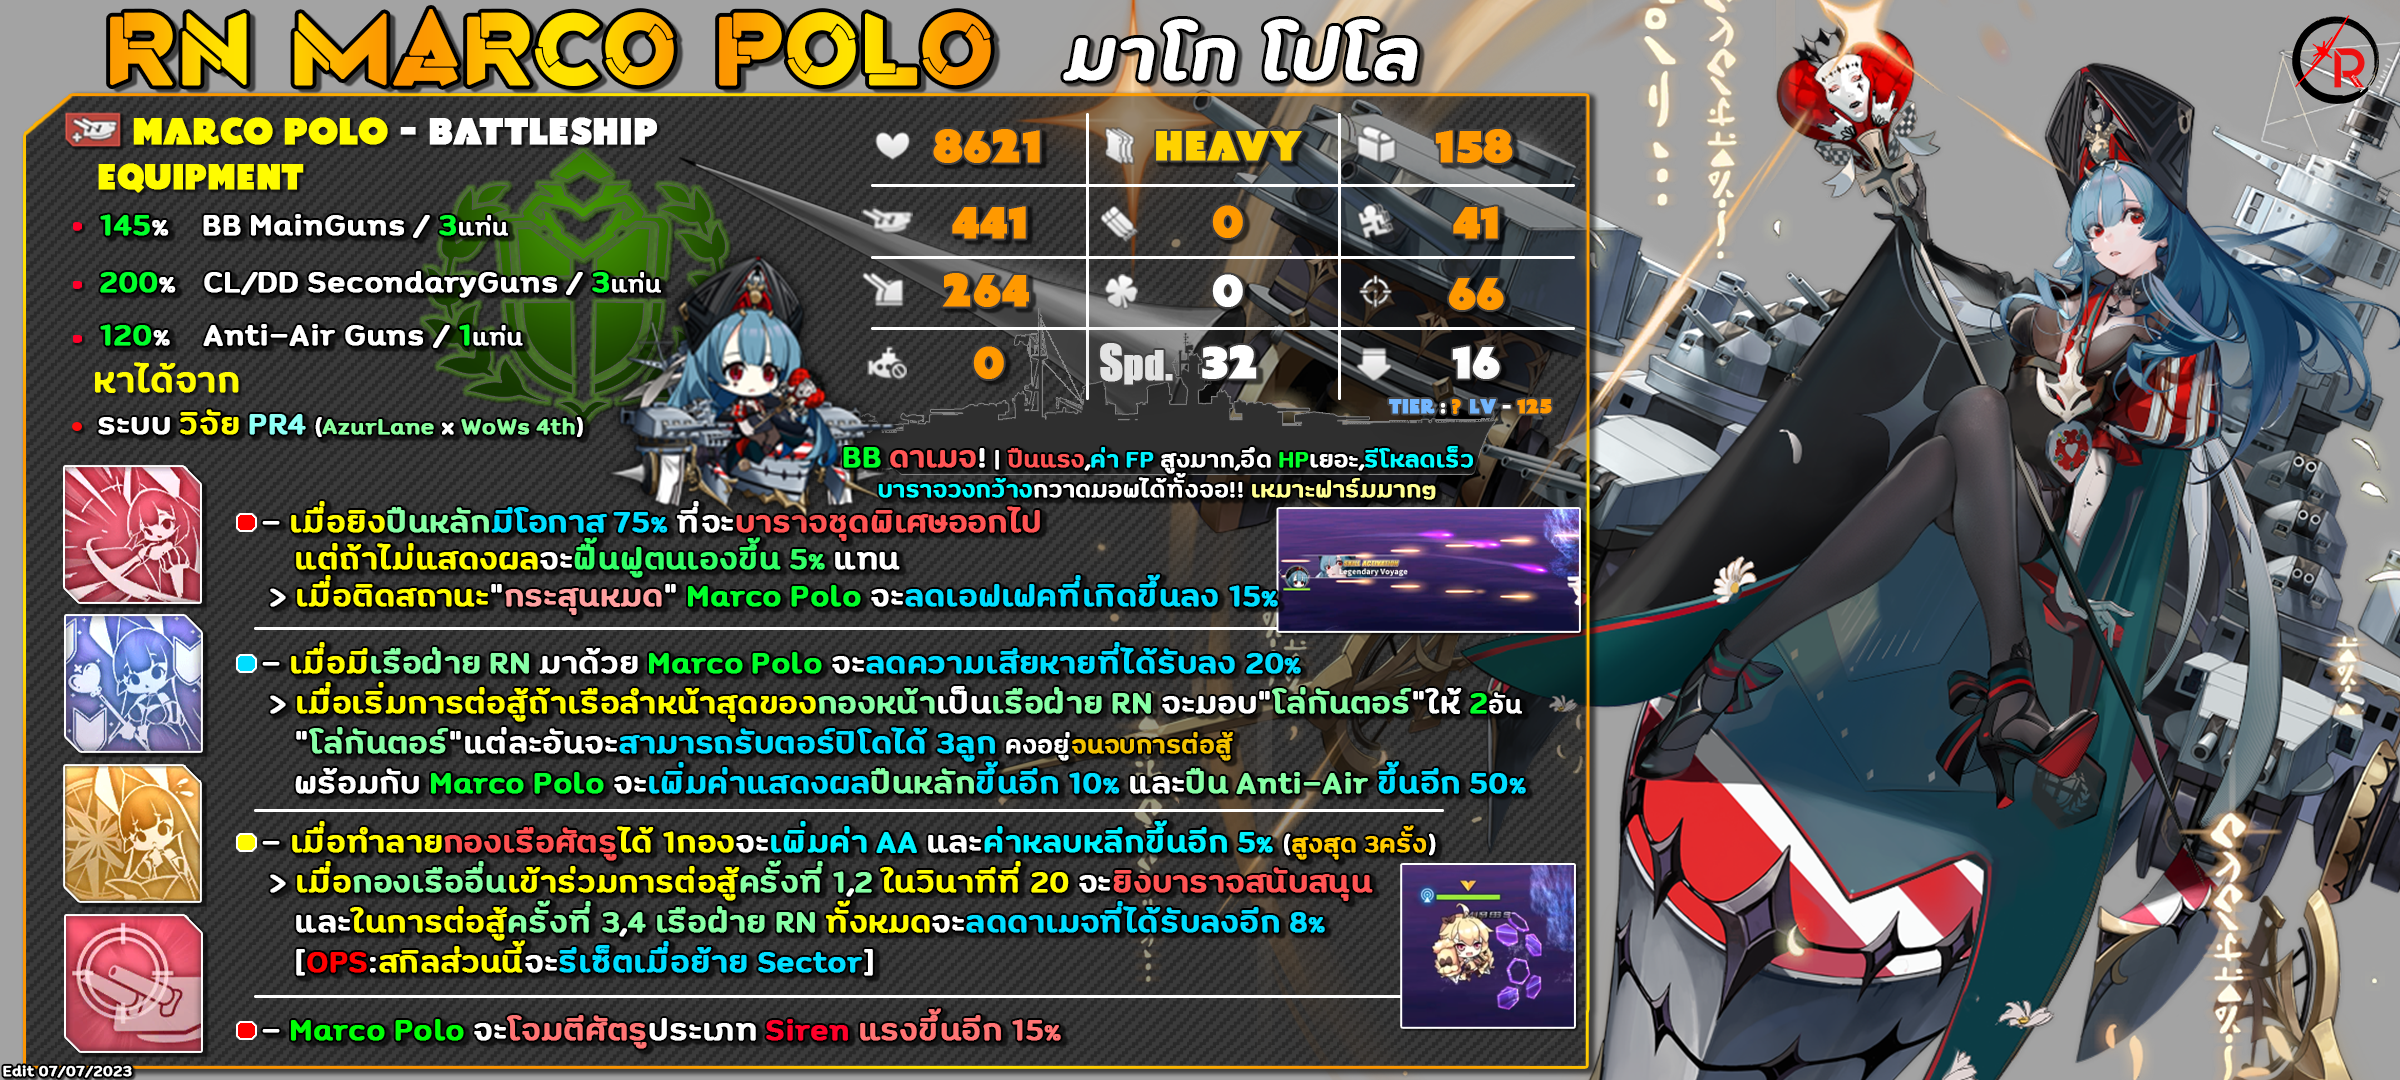 RN MARCO POLO มาโก โปโล
R
MARCO POLO - BATTLESHIP
EQUIPMENT
• 145% BB MainGuns / 3แท่น
• 200% CL/DD SecondaryGuns / 3แท่น
• 120% Anti-Air Guns / 1แท่น
หาได้จาก
• ระบบ วิจัย PR4 (AzurLane x WoWs 4th)
8621 HEAVY 158
441 0 41
264 0 66
0 Spd. 32 16
TIER : ? LV - 125
BB ดาเมจ! | ปืนแรง,ค่า FP สูงมาก,อึด HPเยอะ,รีโหลดเร็ว
บาราจวงกว้างกวาดมอพได้ทั้งจอ!! เหมาะฟาร์มมากๆ
- เมื่อยิงปืนหลักมีโอกาส 75% ที่จะบาราจชุดพิเศษออกไป
แต่ถ้าไม่แสดงผลจะฟื้นฟูตนเองขึ้น 5% แทน
> เมื่อติดสถานะ"กระสุนหมด" Marco Polo จะลดเอฟเฟคที่เกิดขึ้นลง 15%
SKILL ACTIVATION
Legendary Voyage
- เมื่อมีเรือฝ่าย RN มาด้วย Marco Polo จะลดความเสียหายที่ได้รับลง 20%
> เมื่อเริ่มการต่อสู้ถ้าเรือลำหน้าสุดของกองหน้าเป็นเรือฝ่าย RN จะมอบ"โล่กันตอร์"ให้ 2อัน
"โล่กันตอร์"แต่ละอันจะสามารถรับตอร์ปิโดได้ 3ลูก คงอยู่จนจบการต่อสู้
พร้อมกับ Marco Polo จะเพิ่มค่าแสดงผลปืนหลักขึ้นอีก 10% และปืน Anti-Air ขึ้นอีก 50%
- เมื่อทำลายกองเรือศัตรูได้ 1กองจะเพิ่มค่า AA และค่าหลบหลีกขึ้นอีก 5% (สูงสุด 3ครั้ง)
> เมื่อกองเรืออื่นเข้าร่วมการต่อสู้ครั้งที่ 1,2 ในวินาทีที่ 20 จะยิงบาราจสนับสนุน
และในการต่อสู้ครั้งที่ 3,4 เรือฝ่าย RN ทั้งหมดจะลดดาเมจที่ได้รับลงอีก 8%
[OPS:สกิลส่วนนี้จะรีเซ็ตเมื่อย้าย Sector]
- Marco Polo จะโจมตีศัตรูประเภท Siren แรงขึ้นอีก 15%
Edit 07/07/2023